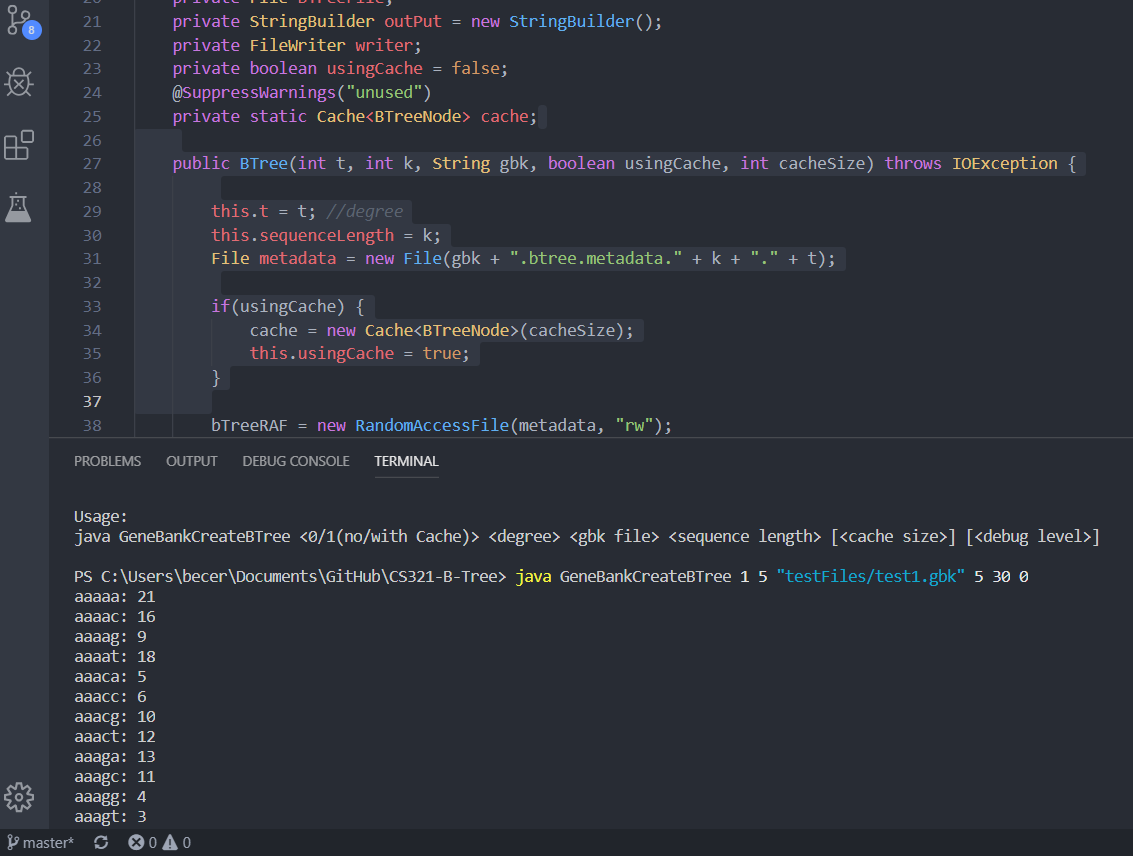 8
20 private File bTreeFile;
21 private StringBuilder outPut = new StringBuilder();
22 private FileWriter writer;
23 private boolean usingCache = false;
24 @SuppressWarnings("unused")
25 private static Cache<BTreeNode> cache;
26
27 public BTree(int t, int k, String gbk, boolean usingCache, int cacheSize) throws IOException {
28
29 this.t = t; //degree
30 this.sequenceLength = k;
31 File metadata = new File(gbk + ".btree.metadata." + k + "." + t);
32
33 if(usingCache) {
34 cache = new Cache<BTreeNode>(cacheSize);
35 this.usingCache = true;
36 }
37
38 bTreeRAF = new RandomAccessFile(metadata, "rw");
PROBLEMS OUTPUT DEBUG CONSOLE TERMINAL
Usage:
java GeneBankCreateBTree <0/1(no/with Cache)> <degree> <gbk file> <sequence length> [<cache size>] [<debug level>]
PS C:\Users\becer\Documents\GitHub\CS321-B-Tree> java GeneBankCreateBTree 1 5 "testFiles/test1.gbk" 5 30 0
aaaaa: 21
aaaac: 16
aaaag: 9
aaaat: 18
aaaca: 5
aaacc: 6
aaacg: 10
aaact: 12
aaaga: 13
aaagc: 11
aaagg: 4
aaagt: 3
master* 0 0